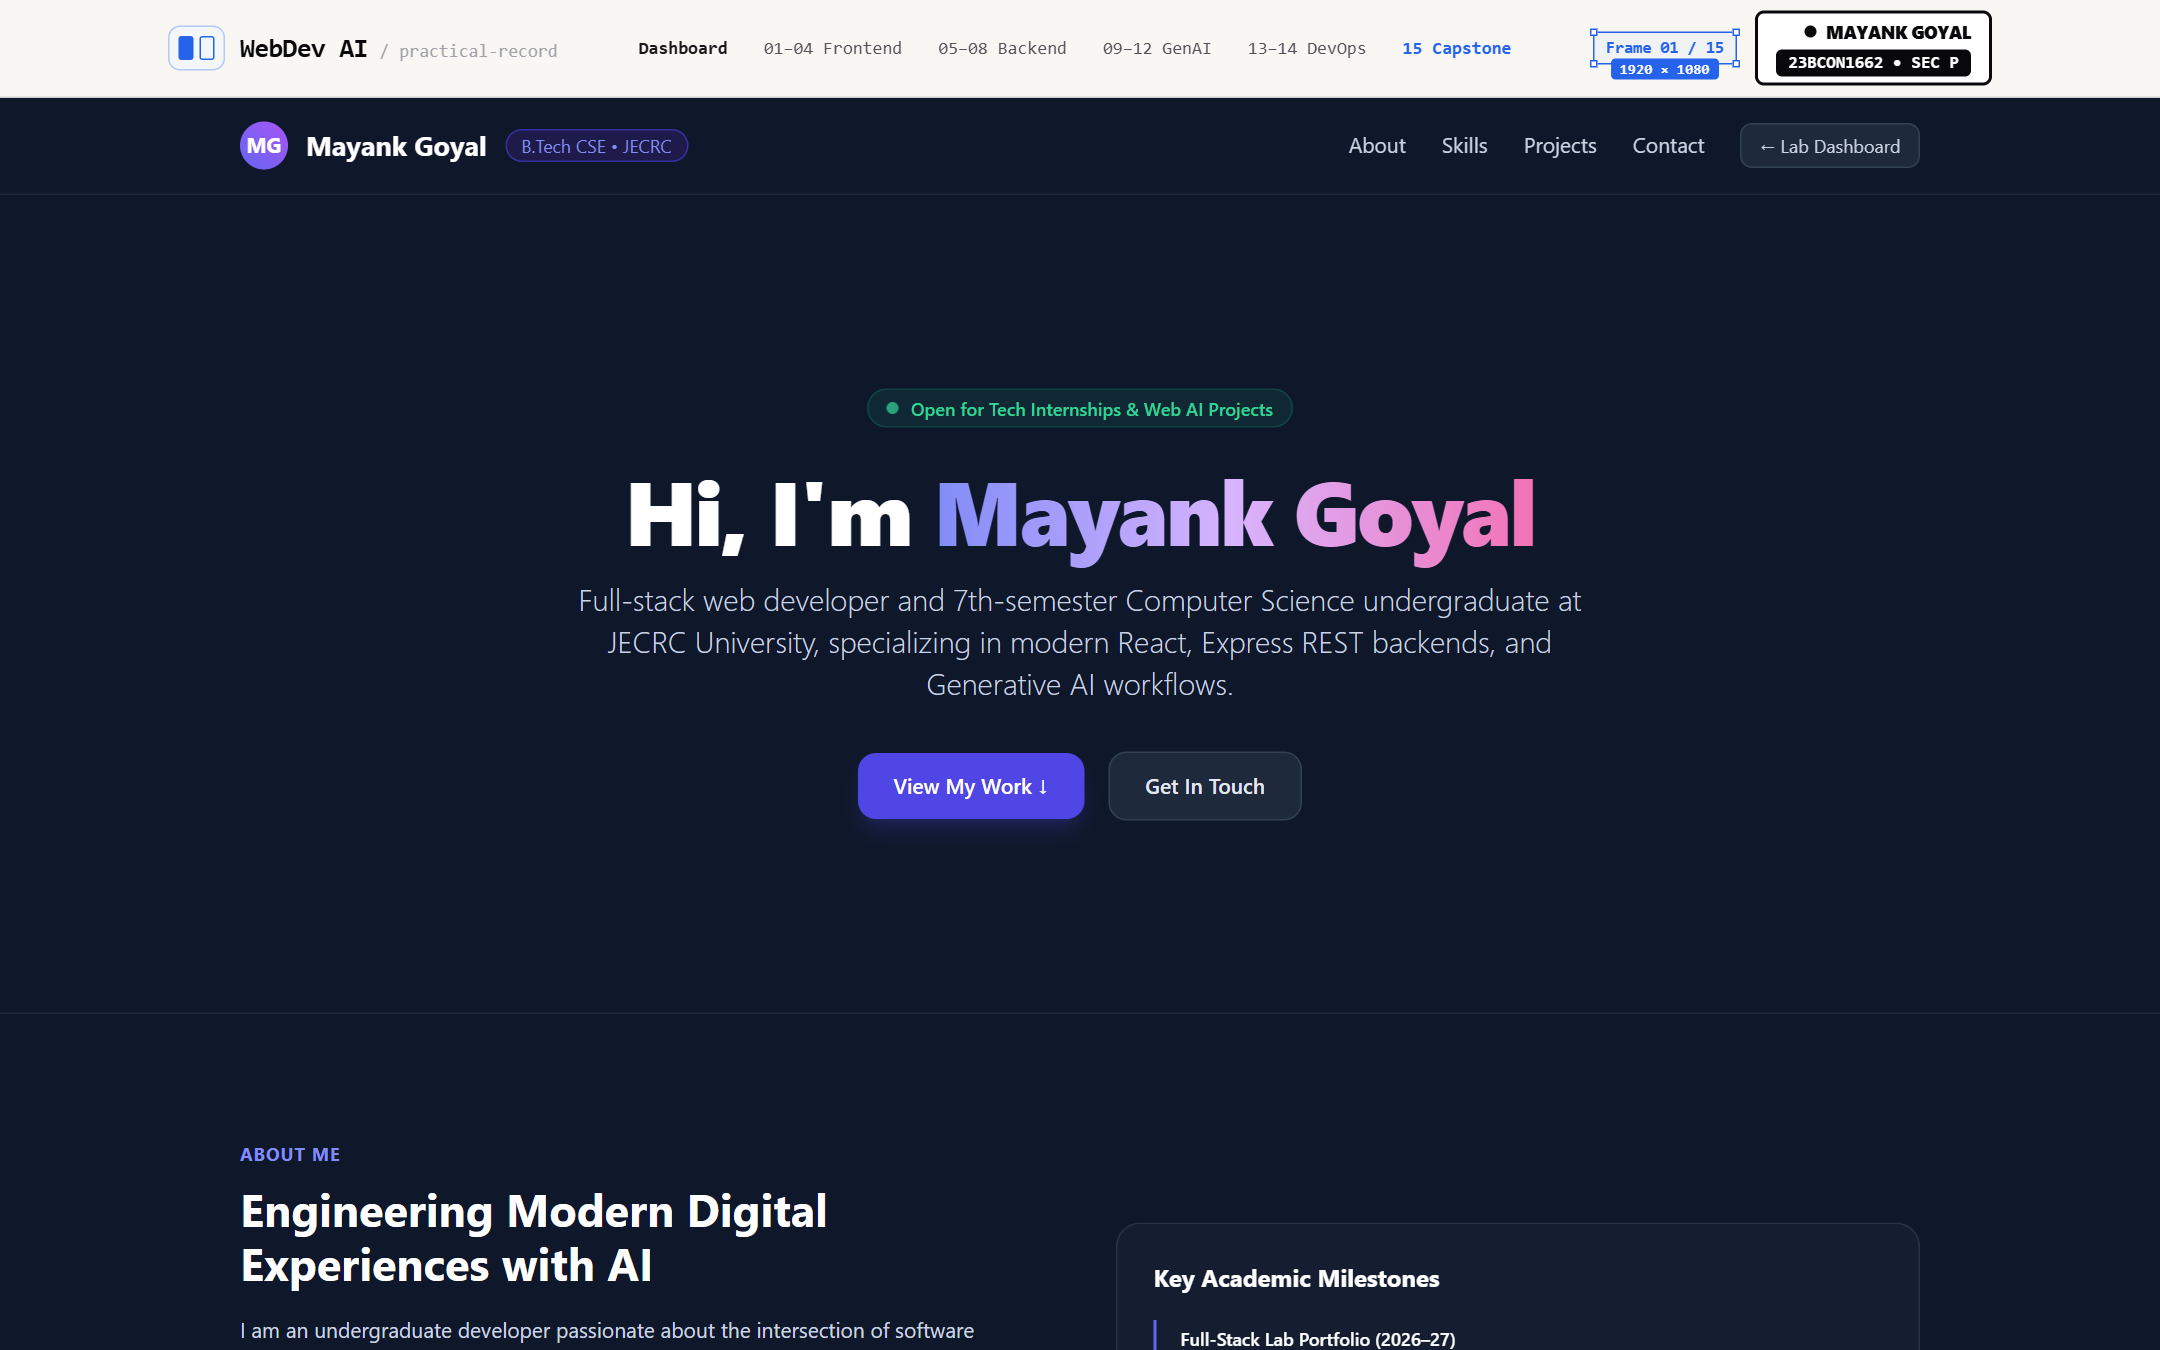 WebDev AI / practical-record
Dashboard
01–04 Frontend
05–08 Backend
09–12 GenAI
13–14 DevOps
15 Capstone
Frame 01 / 15
1920 × 1080
● MAYANK GOYAL
23BCON1662 • SEC P
MG
Mayank Goyal
B.Tech CSE • JECRC
About
Skills
Projects
Contact
← Lab Dashboard
Open for Tech Internships & Web AI Projects
Hi, I'm Mayank Goyal
Full-stack web developer and 7th-semester Computer Science undergraduate at
JECRC University, specializing in modern React, Express REST backends, and
Generative AI workflows.
View My Work ↓
Get In Touch
ABOUT ME
Engineering Modern Digital
Experiences with AI
I am an undergraduate developer passionate about the intersection of software
Key Academic Milestones
Full-Stack Lab Portfolio (2026–27)